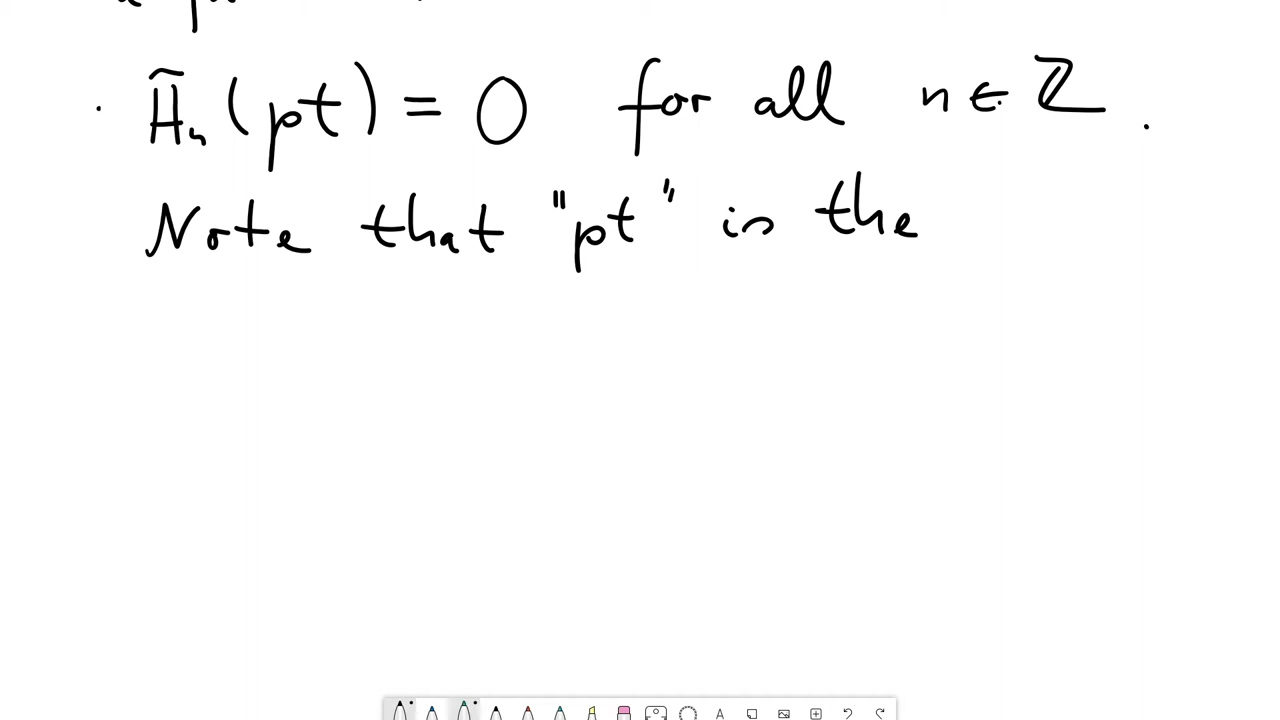 · H̃ₙ(pt) = 0 for all n ∈ ℤ.
Note that "pt" is the